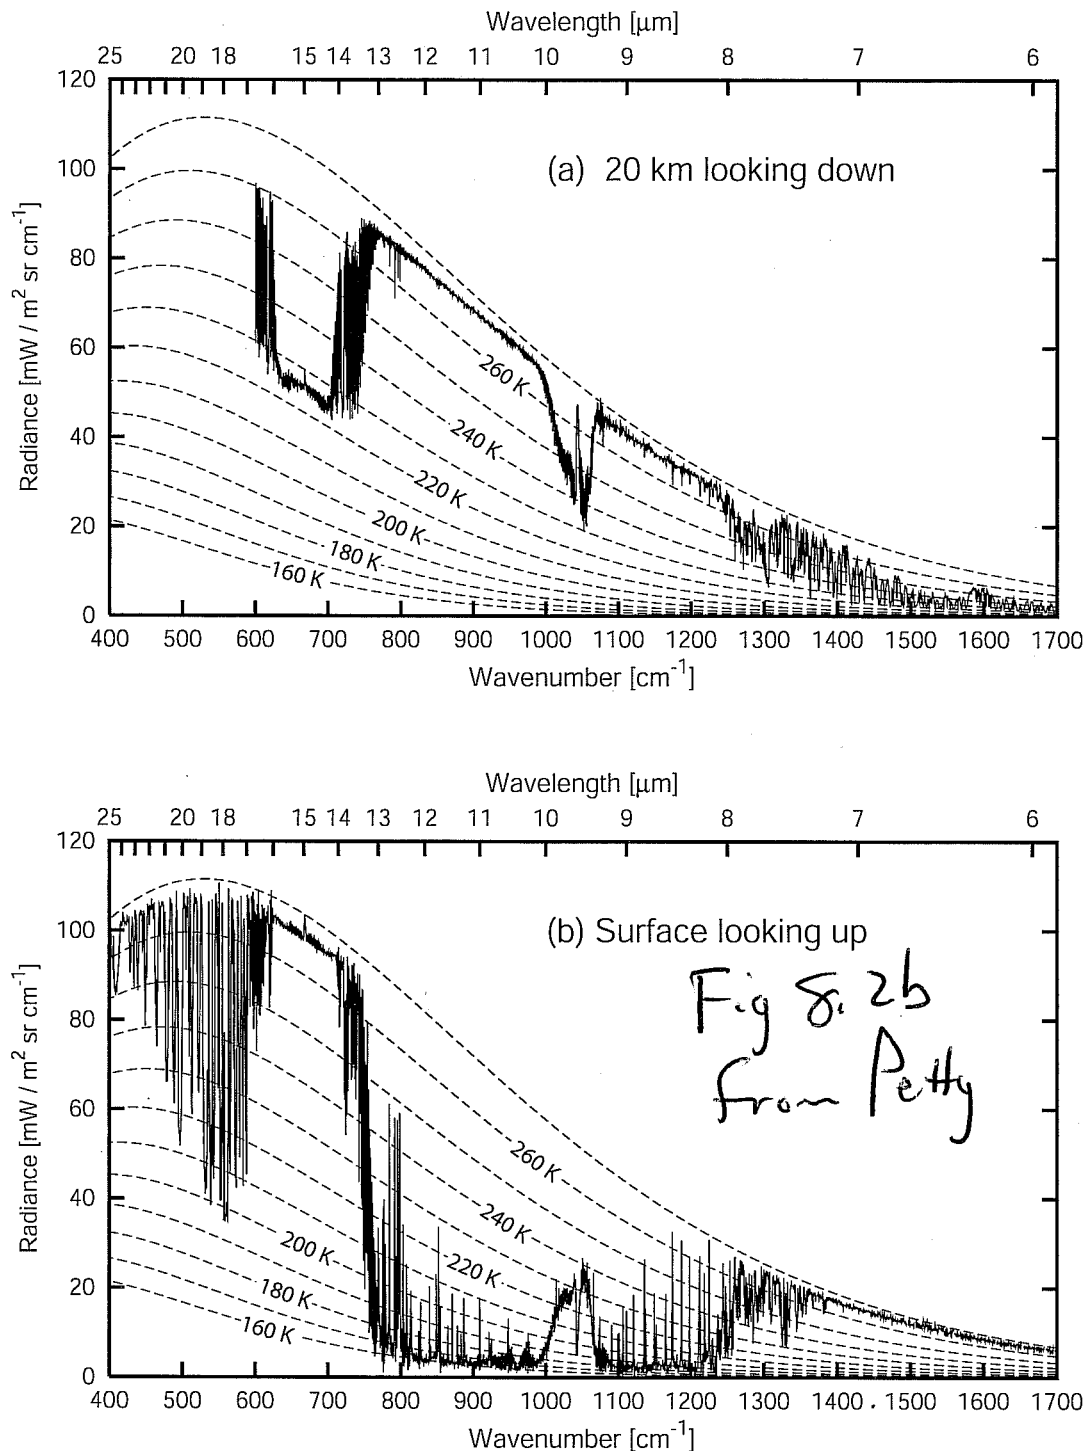 Wavelength [μm]
25 20 18 15 14 13 12 11 10 9 8 7 6
120
100
80
60
40
20
0
Radiance [mW / m² sr cm⁻¹]
(a) 20 km looking down
260 K
240 K
220 K
200 K
180 K
160 K
400 500 600 700 800 900 1000 1100 1200 1300 1400 1500 1600 1700
Wavenumber [cm⁻¹]
Wavelength [μm]
25 20 18 15 14 13 12 11 10 9 8 7 6
120
100
80
60
40
20
0
Radiance [mW / m² sr cm⁻¹]
(b) Surface looking up
Fig 8.2b
from Petty
260 K
240 K
220 K
200 K
180 K
160 K
400 500 600 700 800 900 1000 1100 1200 1300 1400 1500 1600 1700
Wavenumber [cm⁻¹]